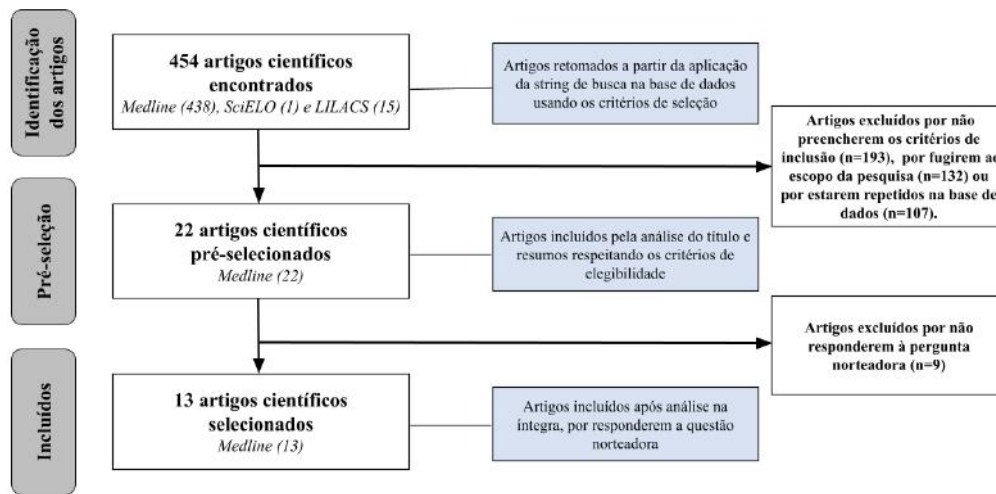 Identificação
dos artigos
454 artigos científicos
encontrados
Medline (438), SciELO (1) e LILACS (15)
Artigos retomados a partir da aplicação
da string de busca na base de dados
usando os critérios de seleção
Artigos excluídos por não
preencherem os critérios de
inclusão (n=193), por fugirem ao
escopo da pesquisa (n=132) ou
por estarem repetidos na base de
dados (n=107).
Pré-seleção
22 artigos científicos
pré-selecionados
Medline (22)
Artigos incluídos pela análise do título e
resumos respeitando os critérios de
elegibilidade
Artigos excluídos por não
responderem à pergunta
norteadora (n=9)
Incluídos
13 artigos científicos
selecionados
Medline (13)
Artigos incluídos após análise na
íntegra, por responderem a questão
norteadora